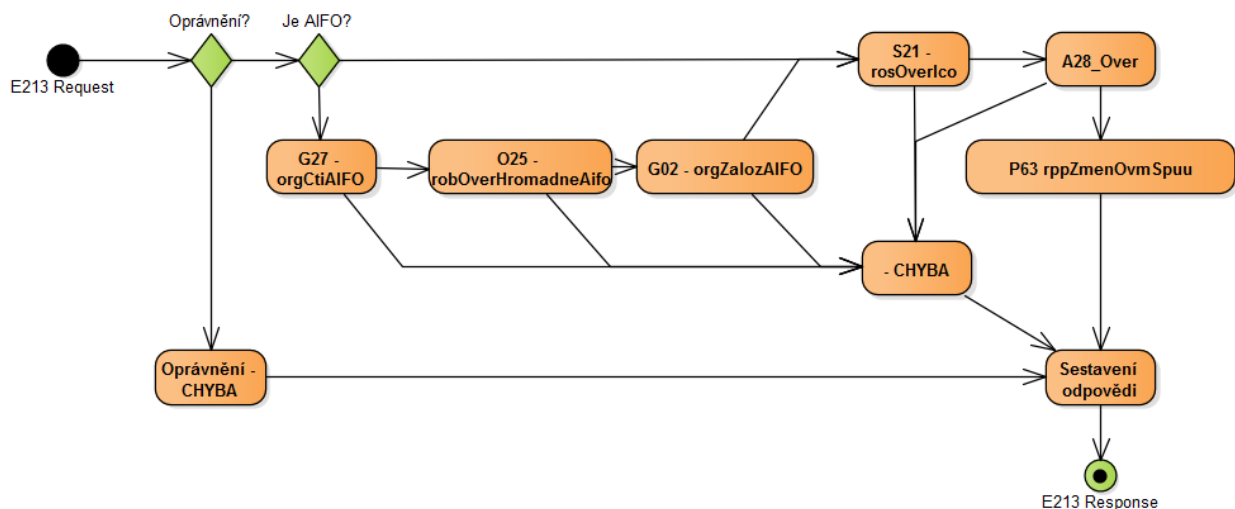 Oprávnění?
Je AIFO?
E213 Request
S21 -
rosOverIco
A28_Over
G27 -
orgCtiAIFO
O25 -
robOverHromadneAifo
G02 - orgZalozAIFO
P63 rppZmenOvmSpuu
- CHYBA
Oprávnění -
CHYBA
Sestavení
odpovědi
E213 Response